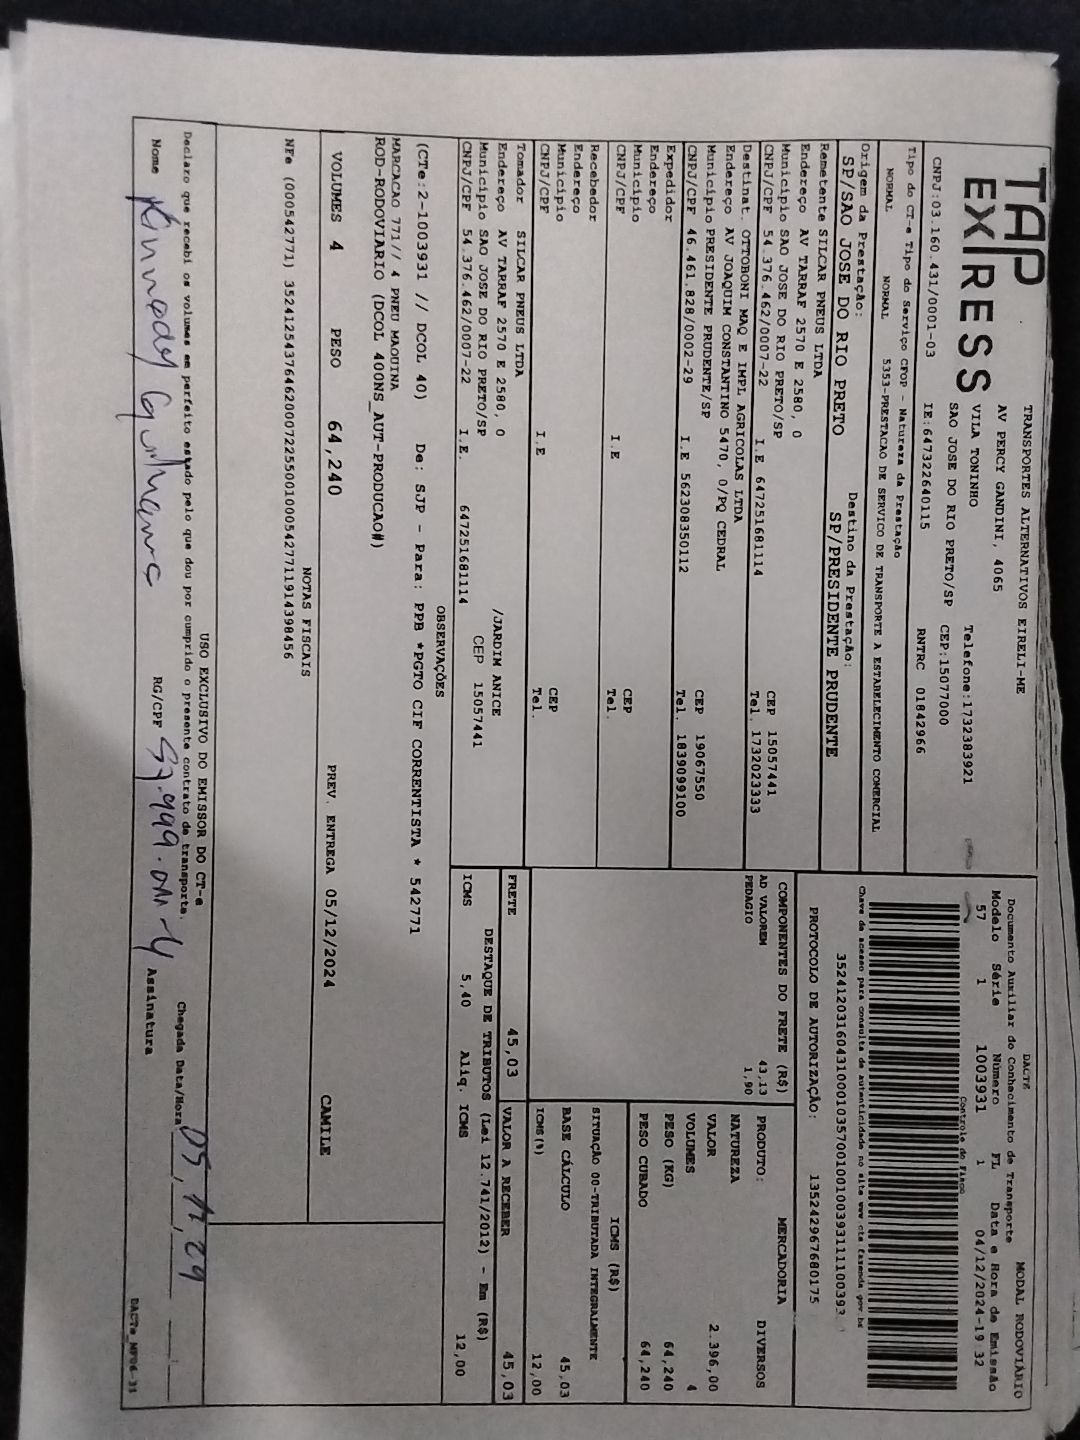 TAP EXPRESS
TRANSPORTES ALTERNATIVOS EIRELI-ME
AV PERCY GANDINI, 4065
VILA TONINHO Telefone:1732383921
SAO JOSE DO RIO PRETO/SP CEP:15077000
CNPJ:03.160.431/0001-03 IE:647322640115 RNTRC 01842966
Tipo do CT-e Tipo do Serviço CFOP - Natureza da Prestação
NORMAL NORMAL 5353-PRESTACAO DE SERVICO DE TRANSPORTE A ESTABELECIMENTO COMERCIAL
Origem da Prestação: Destino da Prestação:
SP/SAO JOSE DO RIO PRETO SP/PRESIDENTE PRUDENTE
Remetente SILCAR PNEUS LTDA
Endereço AV TARRAF 2570 E 2580, 0
Município SAO JOSE DO RIO PRETO/SP CEP 15057441
CNPJ/CPF 54.376.462/0007-22 I.E 647251681114 Tel. 1732023333
Destinat. OTTOBONI MAQ E IMPL AGRICOLAS LTDA
Endereço AV JOAQUIM CONSTANTINO 5470, 0/PQ CEDRAL
Município PRESIDENTE PRUDENTE/SP CEP 19067550
CNPJ/CPF 46.461.828/0002-29 I.E 562308350112 Tel. 1839099100
Expedidor
Endereço
Município CEP
CNPJ/CPF I.E Tel.
Recebedor
Endereço
Município CEP
CNPJ/CPF I.E Tel.
Tomador SILCAR PNEUS LTDA
Endereço AV TARRAF 2570 E 2580, 0 /JARDIM ANICE
Município SAO JOSE DO RIO PRETO/SP CEP 15057441
CNPJ/CPF 54.376.462/0007-22 I.E. 647251681114
DACTE MODAL RODOVIÁRIO
Documento Auxiliar do Conhecimento de Transporte
Modelo Série Número FL Data e Hora de Emissão
57 1 1003931 1 04/12/2024-19 32
Controle do Fisco
Chave de acesso para consulta de autenticidade no site www cte fazenda gov.br
PROTOCOLO DE AUTORIZAÇÃO: 135242967680175
COMPONENTES DO FRETE (R$)
AD VALOREM 43,13
PEDAGIO 1,90
MERCADORIA
PRODUTO: DIVERSOS
NATUREZA
VALOR 2.396,00
VOLUMES 4
PESO (KG) 64,240
PESO CUBADO 64,240
ICMS (R$)
SITUAÇÃO 00-TRIBUTADA INTEGRALMENTE
BASE CÁLCULO 45,03
ICMS(%) 12,00
FRETE 45,03 VALOR A RECEBER 45,03
DESTAQUE DE TRIBUTOS (Lei 12.741/2012) - Em (R$)
ICMS 5,40 Aliq. ICMS 12,00
OBSERVAÇÕES
(CTe:2-1003931 // DCOL 40) De: SJP - Para: PPB *PGTO CIF CORRENTISTA * 542771
MARCACAO 771// 4 PNEU MAQUINA
ROD-RODOVIARIO (DCOL 400NS_AUT-PRODUCAO#)
VOLUMES 4 PESO 64,240 PREV. ENTREGA 05/12/2024 CAMILE
NOTAS FISCAIS
NFe (000542771) 35241254376462000722550010005427711914398456
USO EXCLUSIVO DO EMISSOR DO CT-e
Declaro que recebi os volumes em perfeito estado pelo que dou por cumprido o presente contrato de transporte. Chegada Data/Hora
Nome RG/CPF Assinatura
DACTe_MF06-31